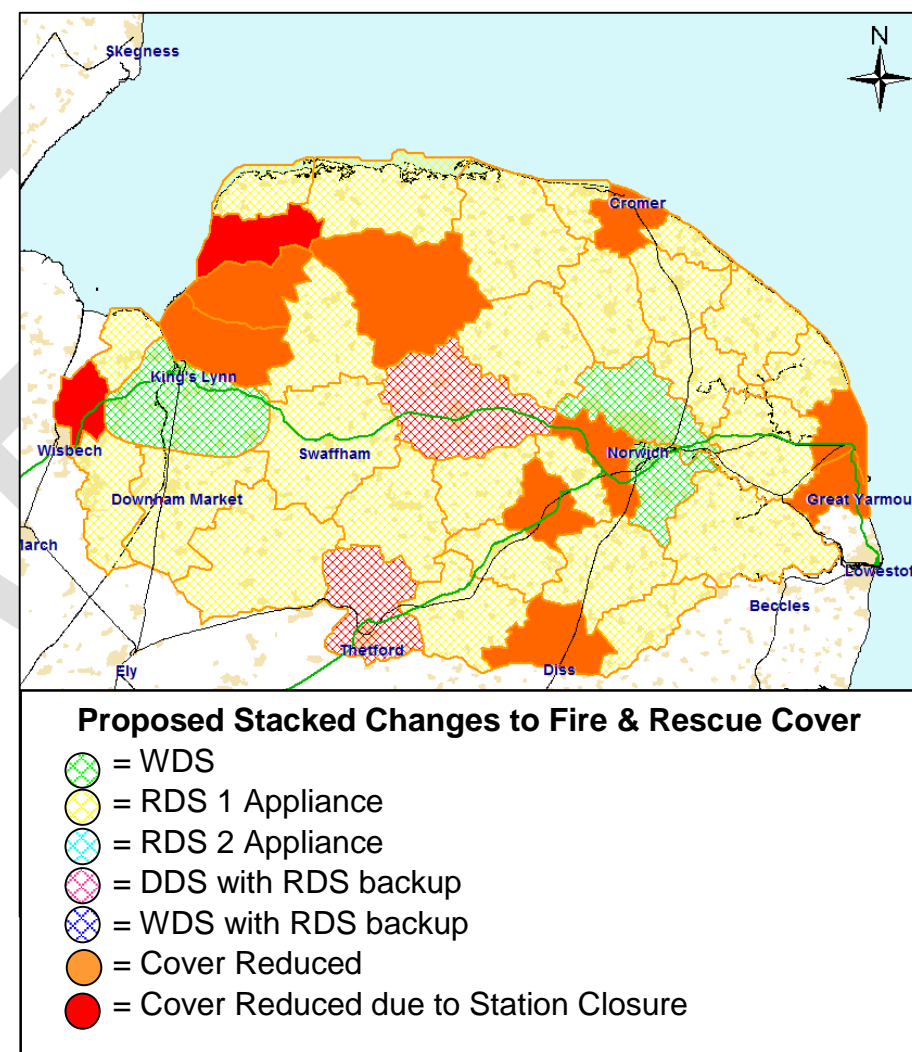 Skegness
N
Cromer
King's Lynn
Wisbech
Swaffham
Norwich
Downham Market
Great Yarmou
March
Lowestof
Beccles
Thetford
Ely
Diss
Proposed Stacked Changes to Fire & Rescue Cover
= WDS
= RDS 1 Appliance
= RDS 2 Appliance
= DDS with RDS backup
= WDS with RDS backup
= Cover Reduced
= Cover Reduced due to Station Closure